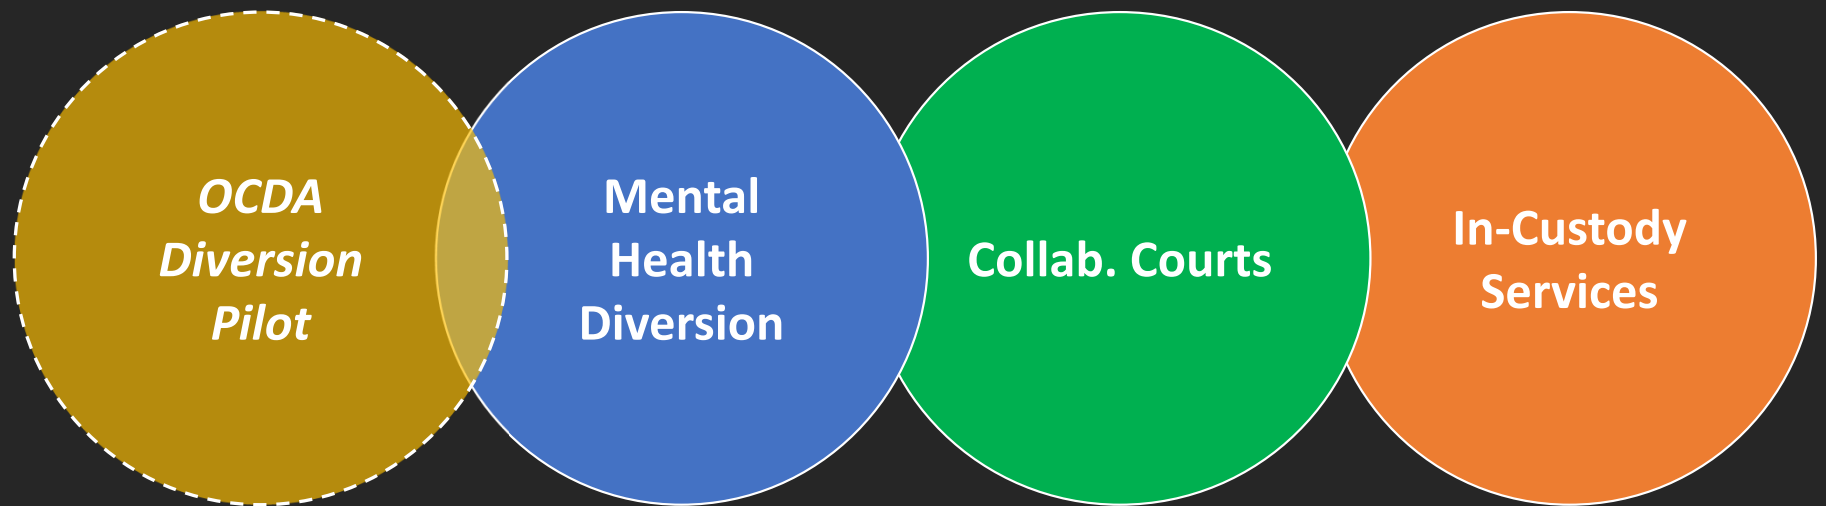 OCDA
Diversion
Pilot
Mental
Health
Diversion
Collab. Courts
In-Custody
Services